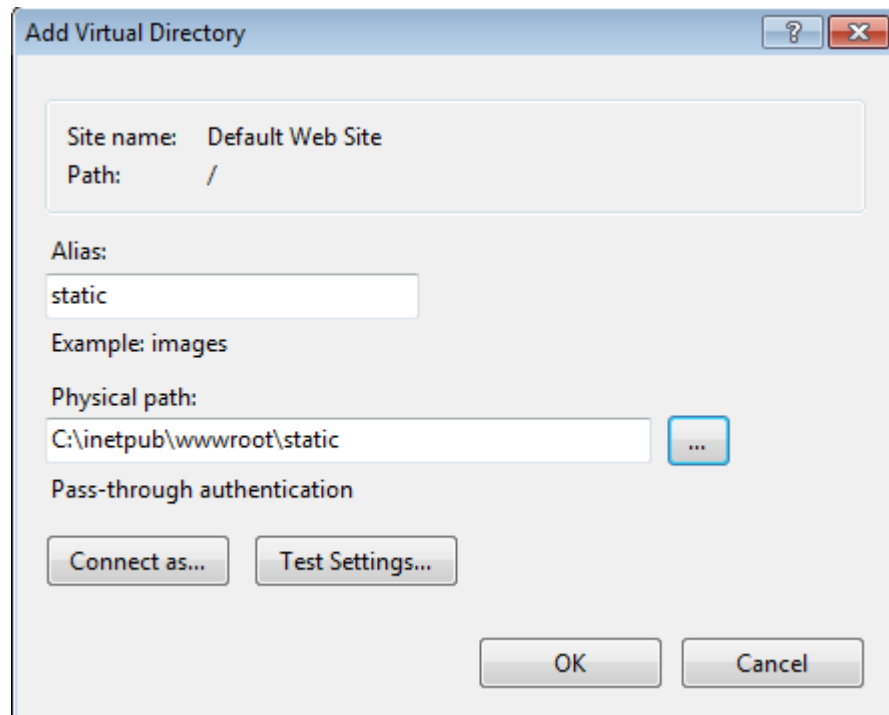 Add Virtual Directory
Site name: Default Web Site
Path: /
Alias:
static
Example: images
Physical path:
C:\inetpub\wwwroot\static
...
Pass-through authentication
Connect as... Test Settings...
OK Cancel